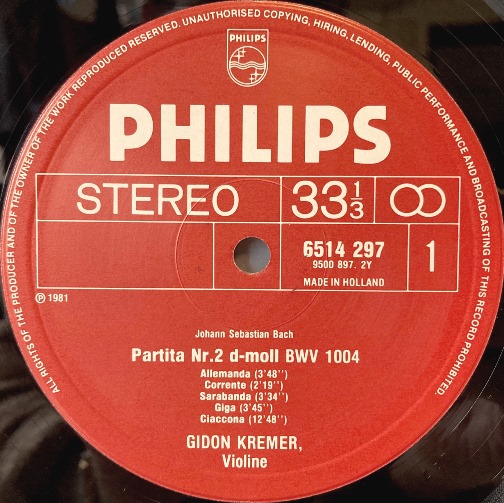 ALL RIGHTS OF THE PRODUCER AND OF THE OWNER OF THE WORK REPRODUCED RESERVED. UNAUTHORISED COPYING, HIRING, LENDING, PUBLIC PERFORMANCE AND BROADCASTING OF THIS RECORD PROHIBITED.
PHILIPS
PHILIPS
STEREO 33 1/3
6514 297 1
9500 897. 2Y
MADE IN HOLLAND
℗ 1981
Johann Sebastian Bach
Partita Nr.2 d-moll BWV 1004
Allemanda (3'48'')
Corrente (2'19'')
Sarabanda (3'34'')
Giga (3'45'')
Ciaccona (12'48'')
GIDON KREMER,
Violine